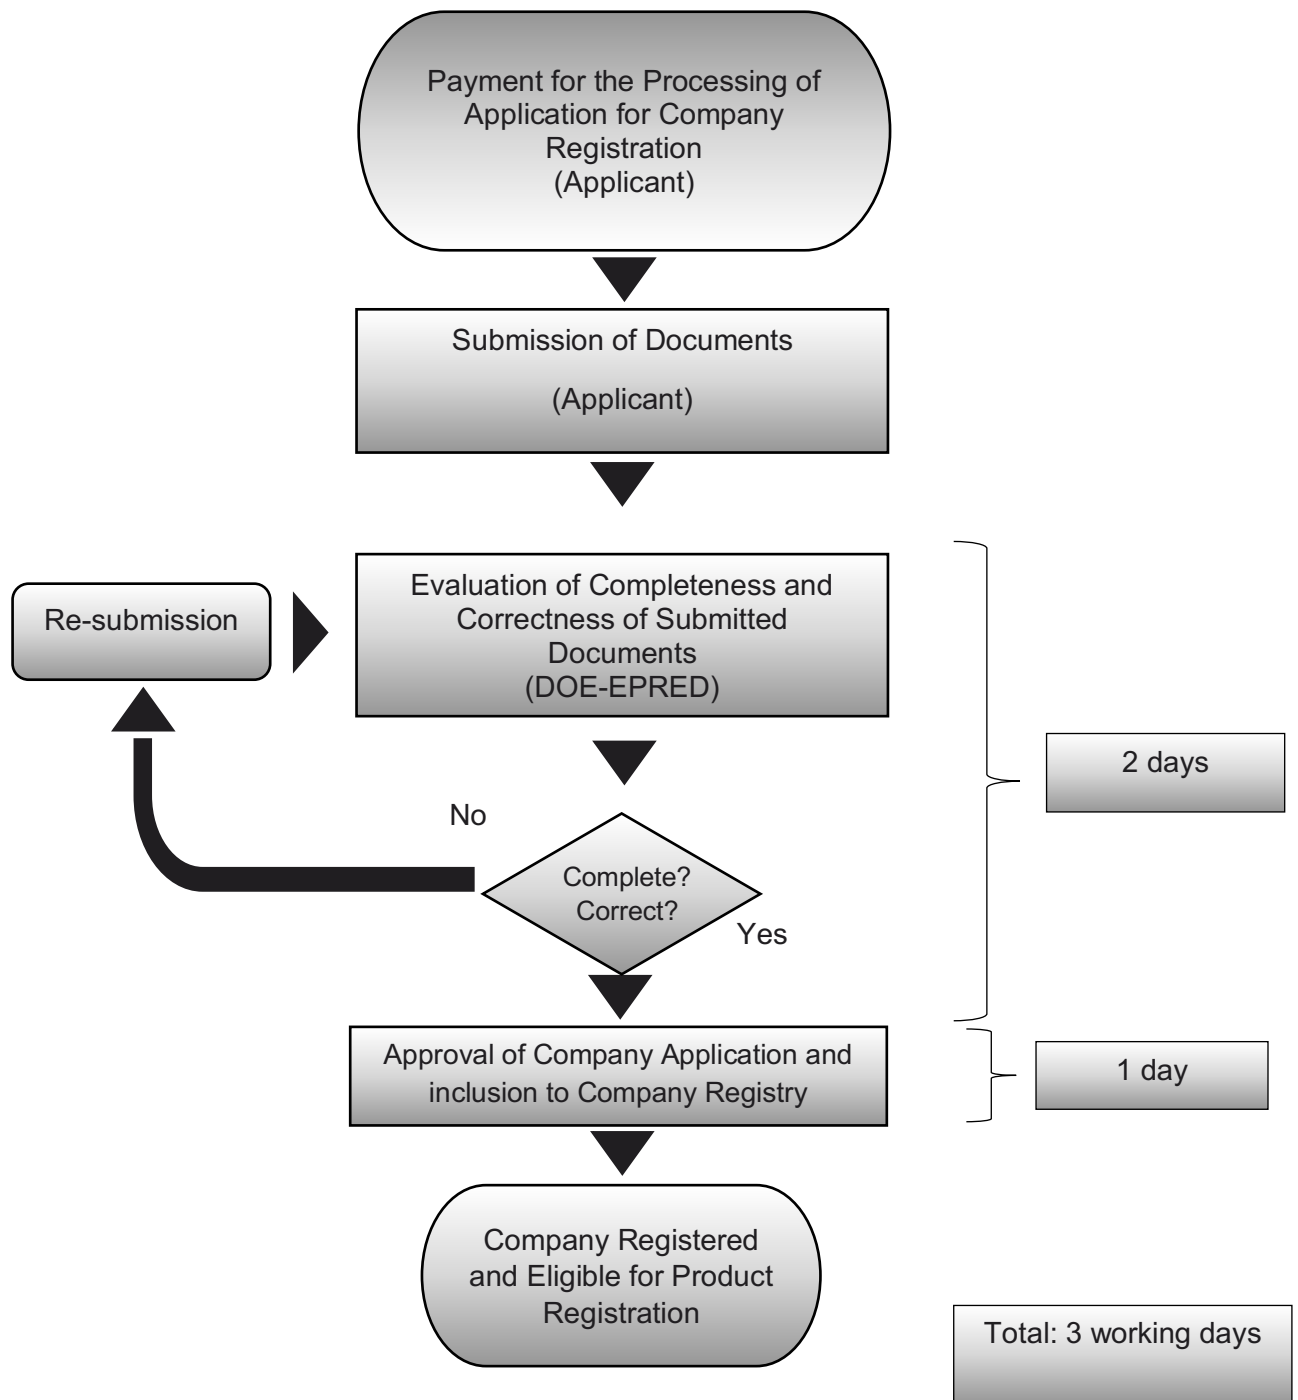 Payment for the Processing of
Application for Company
Registration
(Applicant)
Submission of Documents
(Applicant)
Re-submission
Evaluation of Completeness and
Correctness of Submitted
Documents
(DOE-EPRED)
2 days
No
Complete?
Correct?
Yes
Approval of Company Application and
inclusion to Company Registry
1 day
Company Registered
and Eligible for Product
Registration
Total: 3 working days